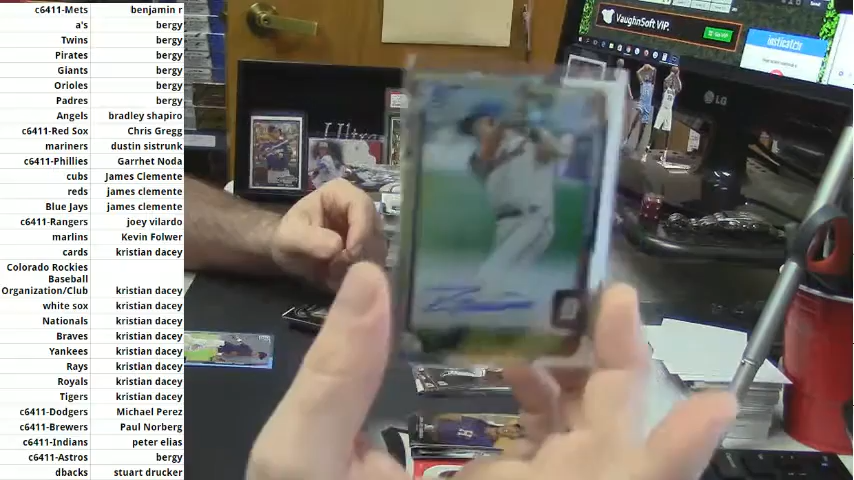 c6411-Mets benjamin r
a's bergy
Twins bergy
Pirates bergy
Giants bergy
Orioles bergy
Padres bergy
Angels bradley shapiro
c6411-Red Sox Chris Gregg
mariners dustin sistrunk
c6411-Phillies Garrhet Noda
cubs James Clemente
reds james clemente
Blue Jays james clemente
c6411-Rangers joey vilardo
marlins Kevin Folwer
cards kristian dacey
Colorado Rockies
Baseball
Organization/Club kristian dacey
white sox kristian dacey
Nationals kristian dacey
Braves kristian dacey
Yankees kristian dacey
Rays kristian dacey
Royals kristian dacey
Tigers kristian dacey
c6411-Dodgers Michael Perez
c6411-Brewers Paul Norberg
c6411-Indians peter elias
c6411-Astros bergy
dbacks stuart drucker
VaughnSoft VIP.
insticator
LG